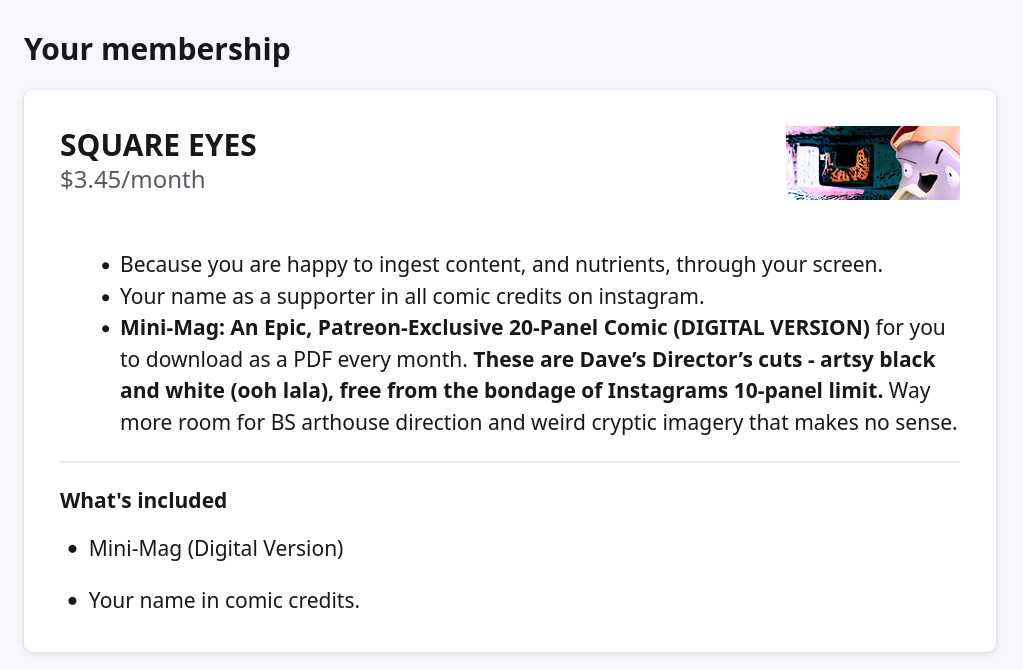 Your membership
SQUARE EYES
$3.45/month
• Because you are happy to ingest content, and nutrients, through your screen.
• Your name as a supporter in all comic credits on instagram.
• Mini-Mag: An Epic, Patreon-Exclusive 20-Panel Comic (DIGITAL VERSION) for you
to download as a PDF every month. These are Dave’s Director’s cuts - artsy black
and white (ooh lala), free from the bondage of Instagrams 10-panel limit. Way
more room for BS arthouse direction and weird cryptic imagery that makes no sense.
What's included
• Mini-Mag (Digital Version)
• Your name in comic credits.